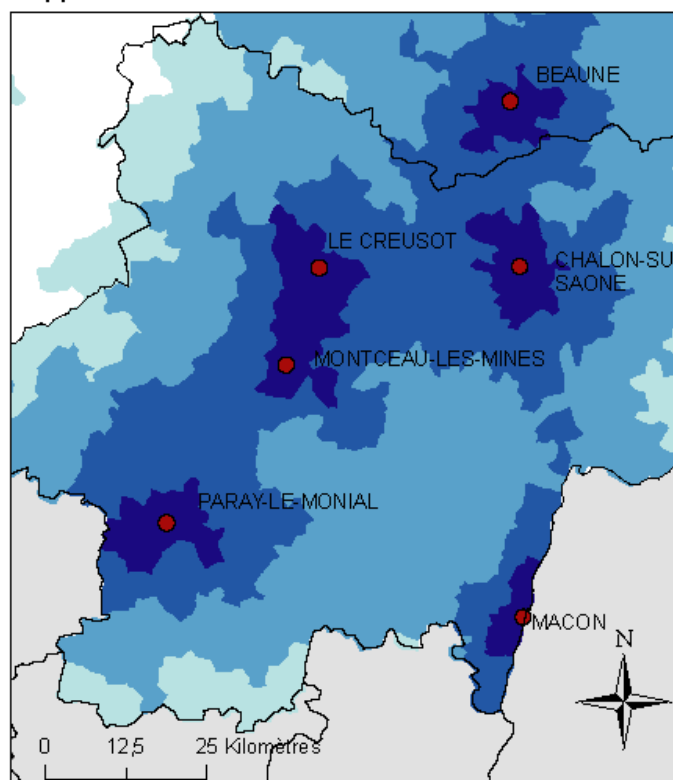 BEAUNE
LE CREUSOT
CHALON-SU
SAONE
MONTCEAU-LES-MINES
PARAY-LE-MONIAL
MACON
N
0 12,5 25 Kilomètres